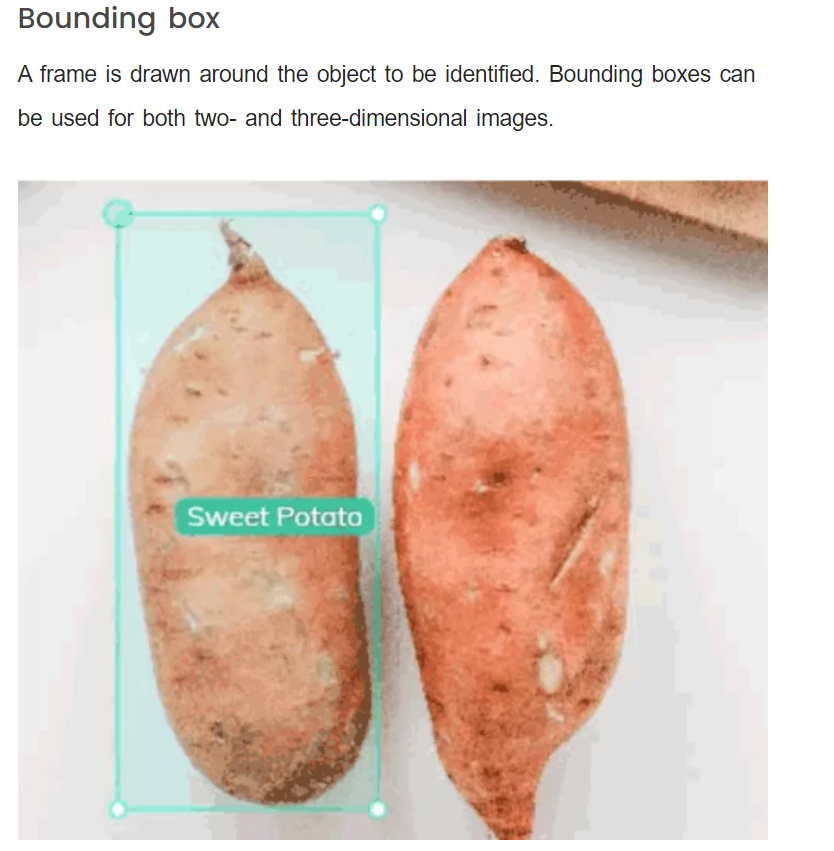 Bounding box
A frame is drawn around the object to be identified. Bounding boxes can
be used for both two- and three-dimensional images.
Sweet Potato